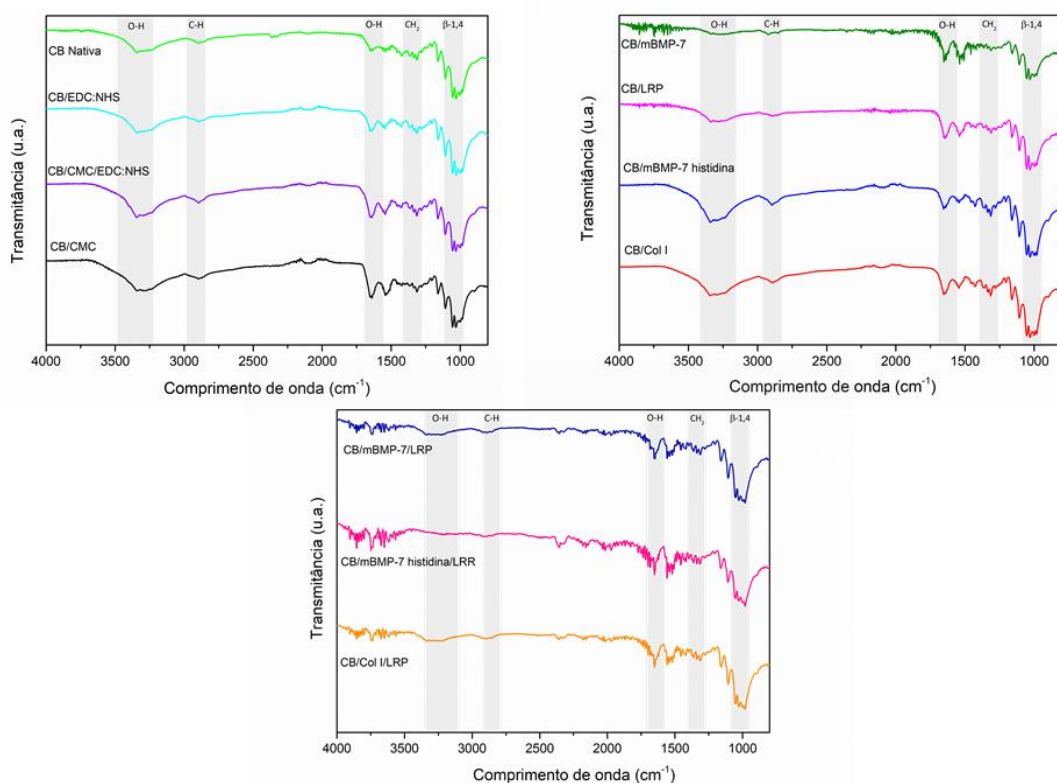 O-H C-H O-H CH₂ β-1,4
CB Nativa
CB/EDC:NHS
CB/CMC/EDC:NHS
CB/CMC
Transmitância (u.a.)
4000 3500 3000 2500 2000 1500 1000
Comprimento de onda (cm⁻¹)
O-H C-H O-H CH₂ β-1,4
CB/mBMP-7
CB/LRP
CB/mBMP-7 histidina
CB/Col I
Transmitância (u.a.)
4000 3500 3000 2500 2000 1500 1000
Comprimento de onda (cm⁻¹)
O-H C-H O-H CH₂ β-1,4
CB/mBMP-7/LRP
CB/mBMP-7 histidina/LRR
CB/Col I/LRP
Transmitância (u.a.)
4000 3500 3000 2500 2000 1500 1000
Comprimento de onda (cm⁻¹)